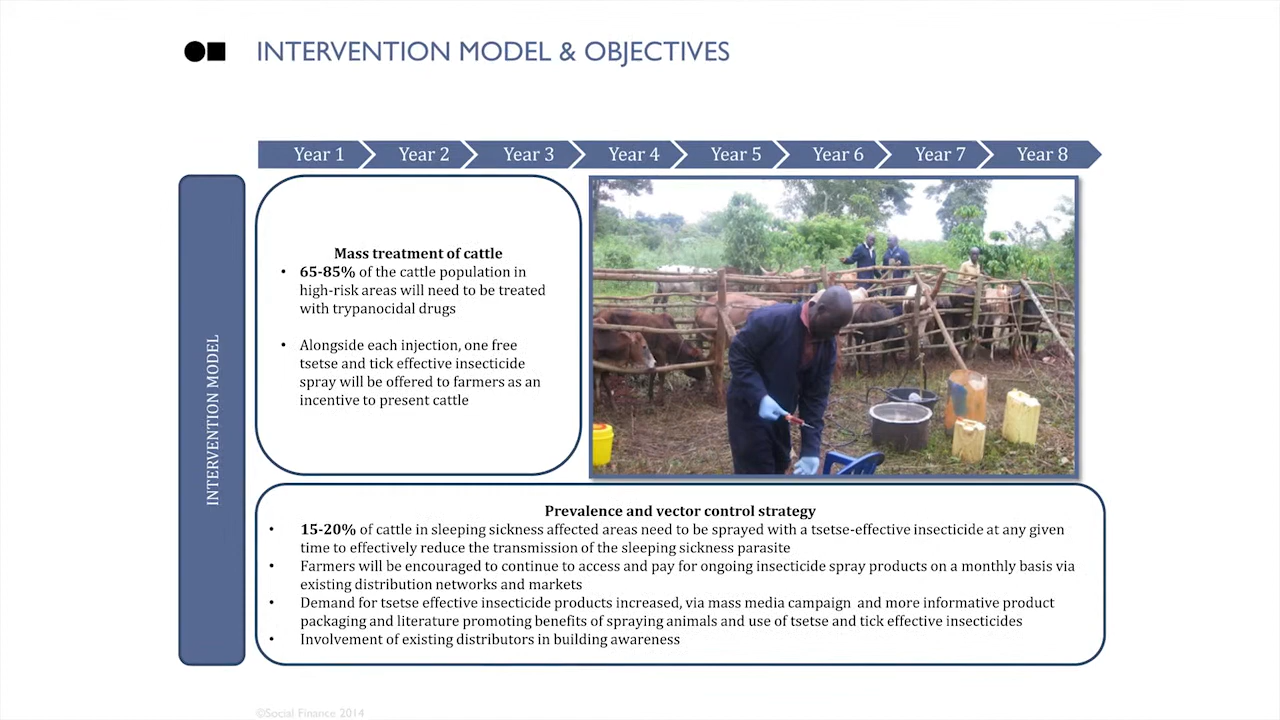 INTERVENTION MODEL & OBJECTIVES
Year 1 Year 2 Year 3 Year 4 Year 5 Year 6 Year 7 Year 8
INTERVENTION MODEL
Mass treatment of cattle
• 65-85% of the cattle population in
high-risk areas will need to be treated
with trypanocidal drugs
• Alongside each injection, one free
tsetse and tick effective insecticide
spray will be offered to farmers as an
incentive to present cattle
Prevalence and vector control strategy
• 15-20% of cattle in sleeping sickness affected areas need to be sprayed with a tsetse-effective insecticide at any given
time to effectively reduce the transmission of the sleeping sickness parasite
• Farmers will be encouraged to continue to access and pay for ongoing insecticide spray products on a monthly basis via
existing distribution networks and markets
• Demand for tsetse effective insecticide products increased, via mass media campaign and more informative product
packaging and literature promoting benefits of spraying animals and use of tsetse and tick effective insecticides
• Involvement of existing distributors in building awareness
©Social Finance 2014